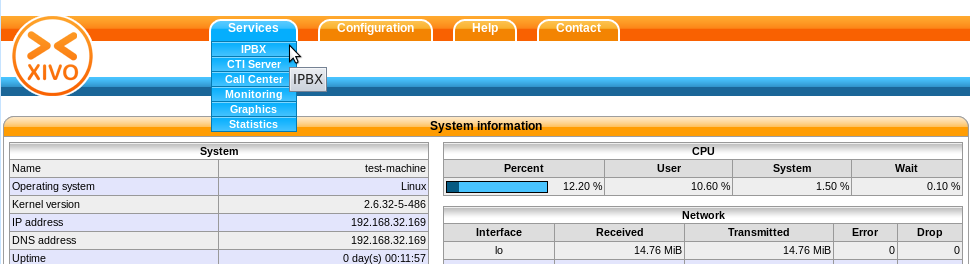 Services Configuration Help Contact
XIVO
IPBX
CTI Server
Call Center
IPBX
Monitoring
Graphics
Statistics
System information
System
Name test-machine
Operating system Linux
Kernel version 2.6.32-5-486
IP address 192.168.32.169
DNS address 192.168.32.169
Uptime 0 day(s) 00:11:57
CPU
Percent User System Wait
12.20 % 10.60 % 1.50 % 0.10 %
Network
Interface Received Transmitted Error Drop
lo 14.76 MiB 14.76 MiB 0 0